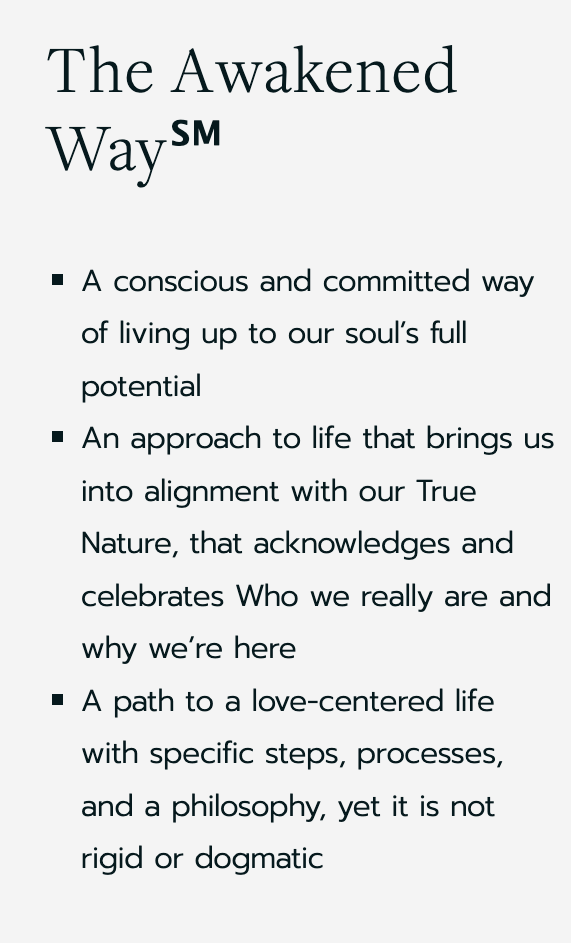 The Awakened
Way℠
▪ A conscious and committed way
of living up to our soul’s full
potential
▪ An approach to life that brings us
into alignment with our True
Nature, that acknowledges and
celebrates Who we really are and
why we’re here
▪ A path to a love-centered life
with specific steps, processes,
and a philosophy, yet it is not
rigid or dogmatic